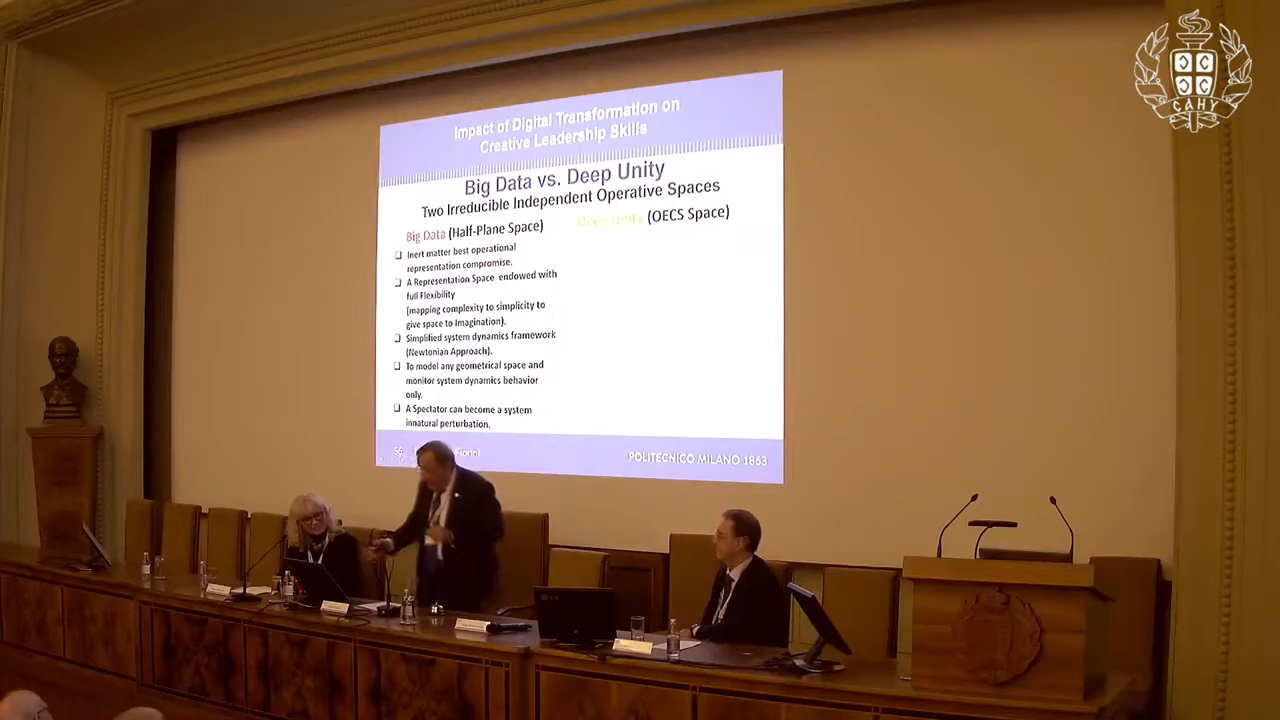 Impact of Digital Transformation on
Creative Leadership Skills
Big Data vs. Deep Unity
Two Irreducible Independent Operative Spaces
Big Data (Half-Plane Space)
Inert matter best operational
representation compromise.
A Representation Space endowed with
full Flexibility
(mapping complexity to simplicity to
give space to Imagination).
Simplified system dynamics framework
(Newtonian Approach).
To model any geometrical space and
monitor system dynamics behavior
only.
A Spectator can become a system
innatural perturbation.
Deep Unity (OECS Space)
56
POLITECNICO MILANO 1863
CAHY